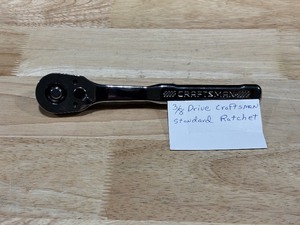 CRAFTSMAN
3/8 Drive Craftsman
Standard Ratchet